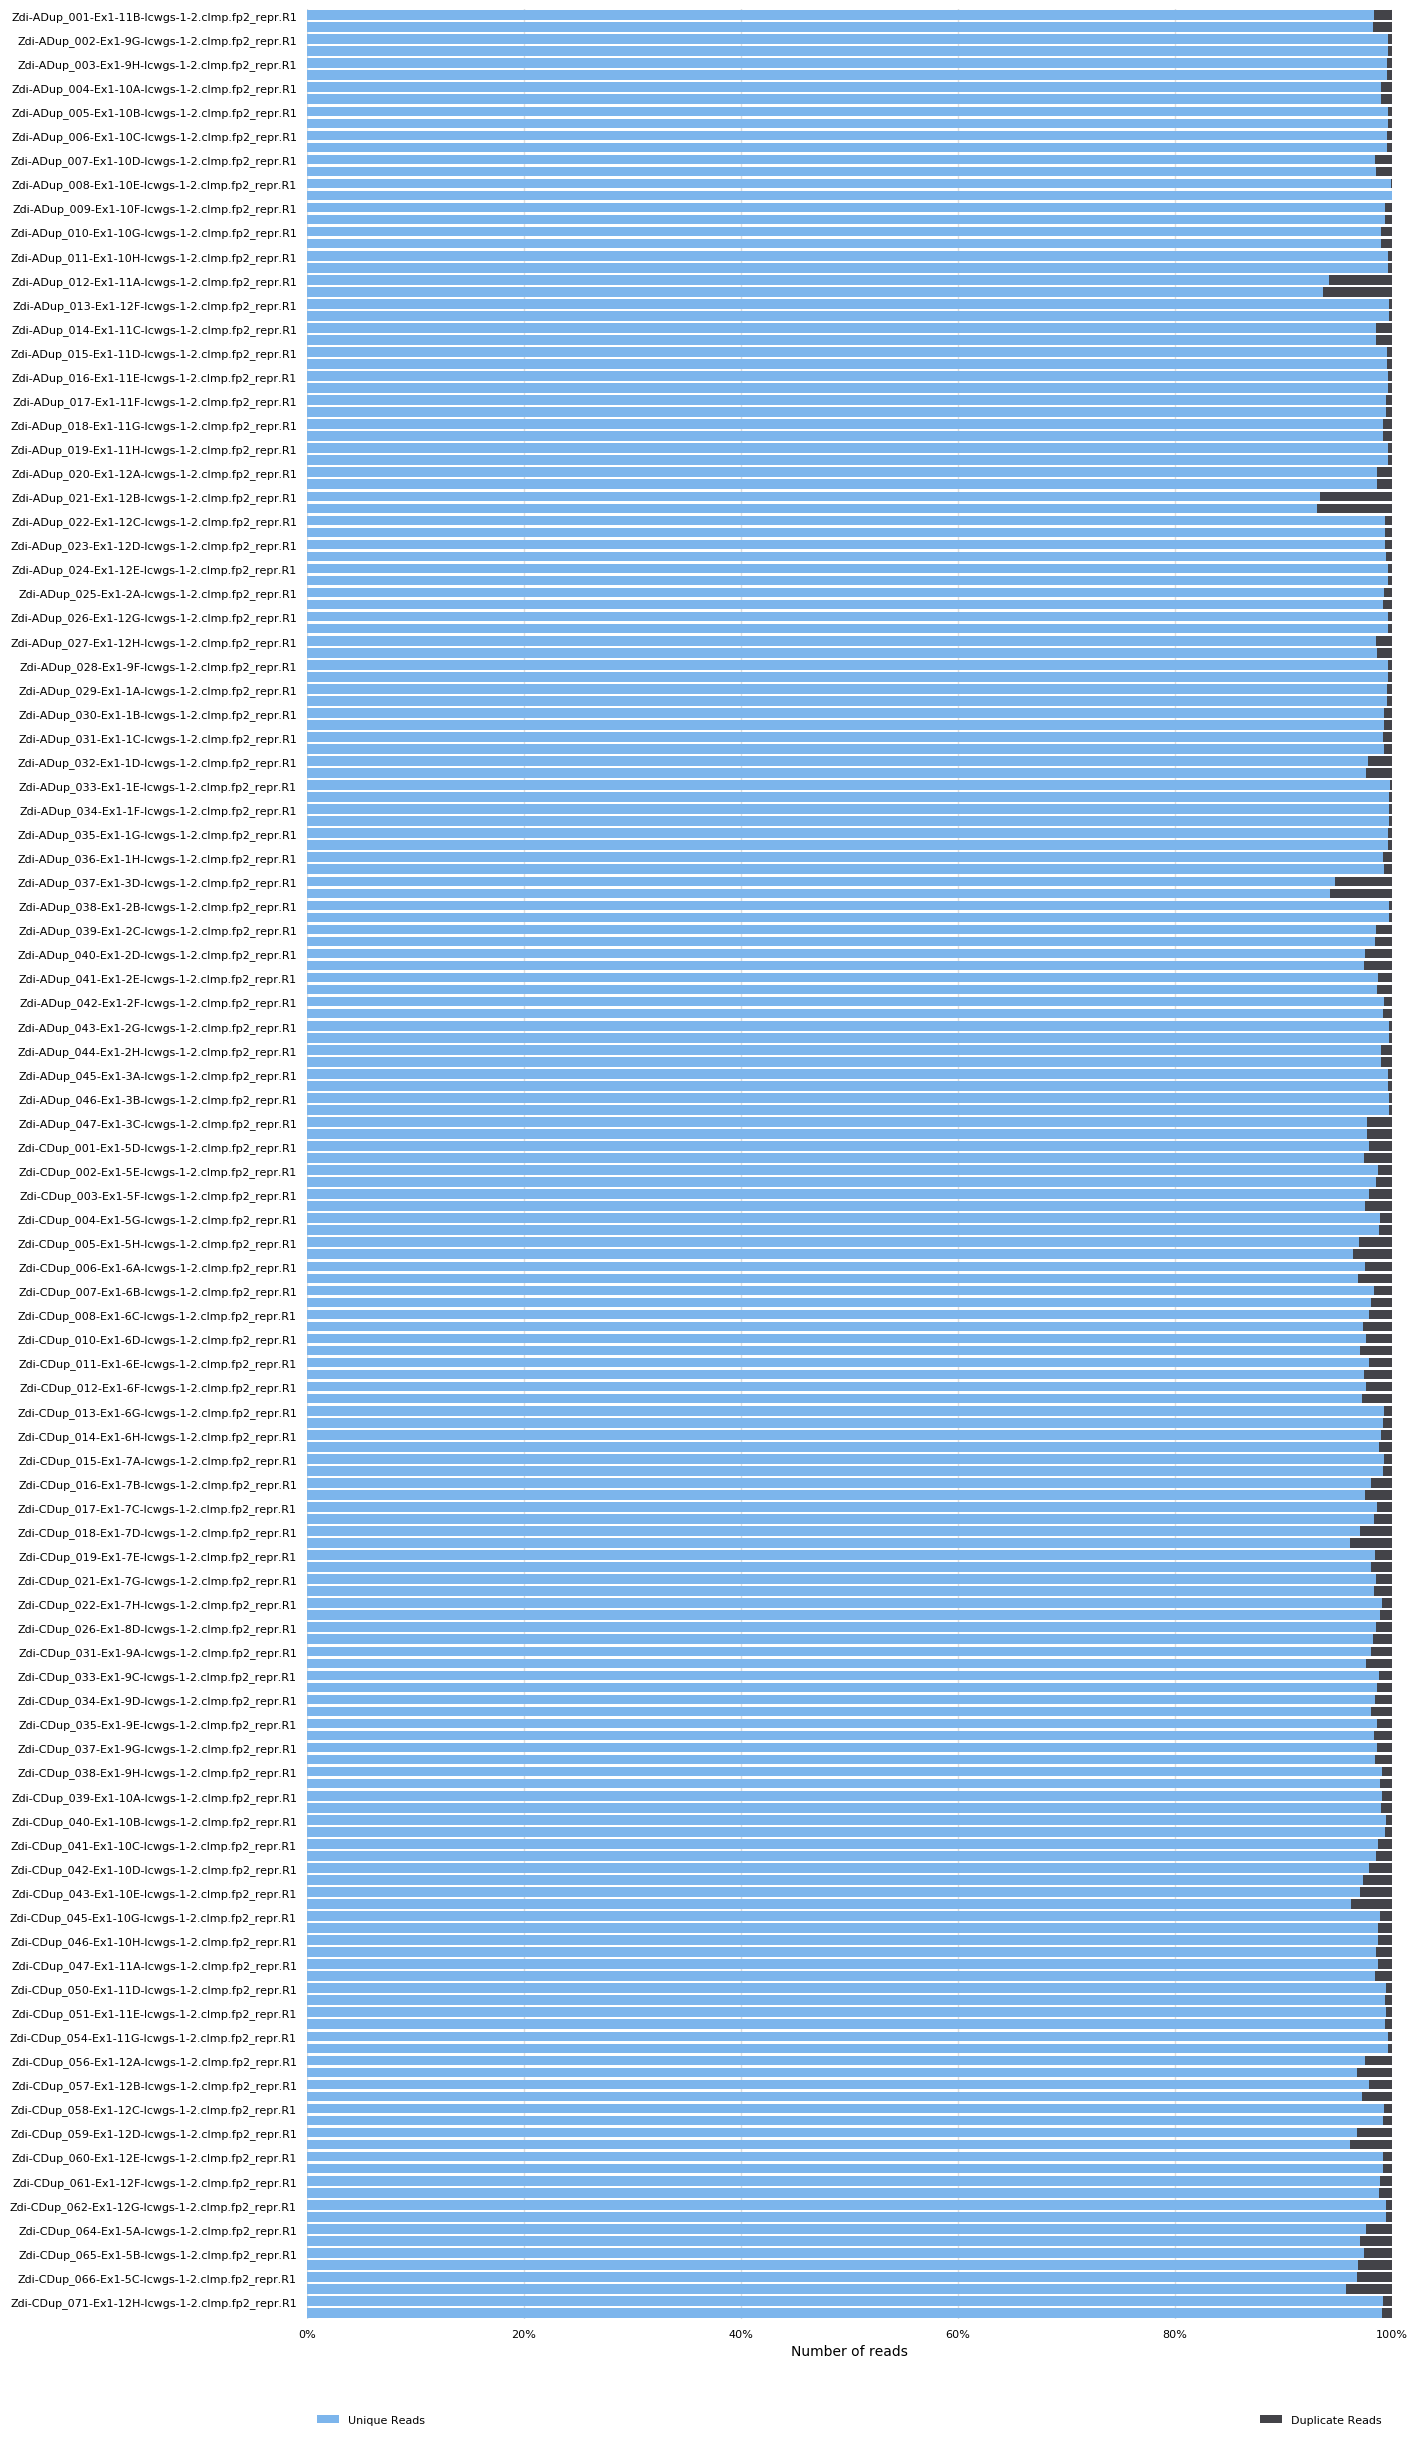 Zdi-ADup_001-Ex1-11B-lcwgs-1-2.clmp.fp2_repr.R1
Zdi-ADup_002-Ex1-9G-lcwgs-1-2.clmp.fp2_repr.R1
Zdi-ADup_003-Ex1-9H-lcwgs-1-2.clmp.fp2_repr.R1
Zdi-ADup_004-Ex1-10A-lcwgs-1-2.clmp.fp2_repr.R1
Zdi-ADup_005-Ex1-10B-lcwgs-1-2.clmp.fp2_repr.R1
Zdi-ADup_006-Ex1-10C-lcwgs-1-2.clmp.fp2_repr.R1
Zdi-ADup_007-Ex1-10D-lcwgs-1-2.clmp.fp2_repr.R1
Zdi-ADup_008-Ex1-10E-lcwgs-1-2.clmp.fp2_repr.R1
Zdi-ADup_009-Ex1-10F-lcwgs-1-2.clmp.fp2_repr.R1
Zdi-ADup_010-Ex1-10G-lcwgs-1-2.clmp.fp2_repr.R1
Zdi-ADup_011-Ex1-10H-lcwgs-1-2.clmp.fp2_repr.R1
Zdi-ADup_012-Ex1-11A-lcwgs-1-2.clmp.fp2_repr.R1
Zdi-ADup_013-Ex1-12F-lcwgs-1-2.clmp.fp2_repr.R1
Zdi-ADup_014-Ex1-11C-lcwgs-1-2.clmp.fp2_repr.R1
Zdi-ADup_015-Ex1-11D-lcwgs-1-2.clmp.fp2_repr.R1
Zdi-ADup_016-Ex1-11E-lcwgs-1-2.clmp.fp2_repr.R1
Zdi-ADup_017-Ex1-11F-lcwgs-1-2.clmp.fp2_repr.R1
Zdi-ADup_018-Ex1-11G-lcwgs-1-2.clmp.fp2_repr.R1
Zdi-ADup_019-Ex1-11H-lcwgs-1-2.clmp.fp2_repr.R1
Zdi-ADup_020-Ex1-12A-lcwgs-1-2.clmp.fp2_repr.R1
Zdi-ADup_021-Ex1-12B-lcwgs-1-2.clmp.fp2_repr.R1
Zdi-ADup_022-Ex1-12C-lcwgs-1-2.clmp.fp2_repr.R1
Zdi-ADup_023-Ex1-12D-lcwgs-1-2.clmp.fp2_repr.R1
Zdi-ADup_024-Ex1-12E-lcwgs-1-2.clmp.fp2_repr.R1
Zdi-ADup_025-Ex1-2A-lcwgs-1-2.clmp.fp2_repr.R1
Zdi-ADup_026-Ex1-12G-lcwgs-1-2.clmp.fp2_repr.R1
Zdi-ADup_027-Ex1-12H-lcwgs-1-2.clmp.fp2_repr.R1
Zdi-ADup_028-Ex1-9F-lcwgs-1-2.clmp.fp2_repr.R1
Zdi-ADup_029-Ex1-1A-lcwgs-1-2.clmp.fp2_repr.R1
Zdi-ADup_030-Ex1-1B-lcwgs-1-2.clmp.fp2_repr.R1
Zdi-ADup_031-Ex1-1C-lcwgs-1-2.clmp.fp2_repr.R1
Zdi-ADup_032-Ex1-1D-lcwgs-1-2.clmp.fp2_repr.R1
Zdi-ADup_033-Ex1-1E-lcwgs-1-2.clmp.fp2_repr.R1
Zdi-ADup_034-Ex1-1F-lcwgs-1-2.clmp.fp2_repr.R1
Zdi-ADup_035-Ex1-1G-lcwgs-1-2.clmp.fp2_repr.R1
Zdi-ADup_036-Ex1-1H-lcwgs-1-2.clmp.fp2_repr.R1
Zdi-ADup_037-Ex1-3D-lcwgs-1-2.clmp.fp2_repr.R1
Zdi-ADup_038-Ex1-2B-lcwgs-1-2.clmp.fp2_repr.R1
Zdi-ADup_039-Ex1-2C-lcwgs-1-2.clmp.fp2_repr.R1
Zdi-ADup_040-Ex1-2D-lcwgs-1-2.clmp.fp2_repr.R1
Zdi-ADup_041-Ex1-2E-lcwgs-1-2.clmp.fp2_repr.R1
Zdi-ADup_042-Ex1-2F-lcwgs-1-2.clmp.fp2_repr.R1
Zdi-ADup_043-Ex1-2G-lcwgs-1-2.clmp.fp2_repr.R1
Zdi-ADup_044-Ex1-2H-lcwgs-1-2.clmp.fp2_repr.R1
Zdi-ADup_045-Ex1-3A-lcwgs-1-2.clmp.fp2_repr.R1
Zdi-ADup_046-Ex1-3B-lcwgs-1-2.clmp.fp2_repr.R1
Zdi-ADup_047-Ex1-3C-lcwgs-1-2.clmp.fp2_repr.R1
Zdi-CDup_001-Ex1-5D-lcwgs-1-2.clmp.fp2_repr.R1
Zdi-CDup_002-Ex1-5E-lcwgs-1-2.clmp.fp2_repr.R1
Zdi-CDup_003-Ex1-5F-lcwgs-1-2.clmp.fp2_repr.R1
Zdi-CDup_004-Ex1-5G-lcwgs-1-2.clmp.fp2_repr.R1
Zdi-CDup_005-Ex1-5H-lcwgs-1-2.clmp.fp2_repr.R1
Zdi-CDup_006-Ex1-6A-lcwgs-1-2.clmp.fp2_repr.R1
Zdi-CDup_007-Ex1-6B-lcwgs-1-2.clmp.fp2_repr.R1
Zdi-CDup_008-Ex1-6C-lcwgs-1-2.clmp.fp2_repr.R1
Zdi-CDup_010-Ex1-6D-lcwgs-1-2.clmp.fp2_repr.R1
Zdi-CDup_011-Ex1-6E-lcwgs-1-2.clmp.fp2_repr.R1
Zdi-CDup_012-Ex1-6F-lcwgs-1-2.clmp.fp2_repr.R1
Zdi-CDup_013-Ex1-6G-lcwgs-1-2.clmp.fp2_repr.R1
Zdi-CDup_014-Ex1-6H-lcwgs-1-2.clmp.fp2_repr.R1
Zdi-CDup_015-Ex1-7A-lcwgs-1-2.clmp.fp2_repr.R1
Zdi-CDup_016-Ex1-7B-lcwgs-1-2.clmp.fp2_repr.R1
Zdi-CDup_017-Ex1-7C-lcwgs-1-2.clmp.fp2_repr.R1
Zdi-CDup_018-Ex1-7D-lcwgs-1-2.clmp.fp2_repr.R1
Zdi-CDup_019-Ex1-7E-lcwgs-1-2.clmp.fp2_repr.R1
Zdi-CDup_021-Ex1-7G-lcwgs-1-2.clmp.fp2_repr.R1
Zdi-CDup_022-Ex1-7H-lcwgs-1-2.clmp.fp2_repr.R1
Zdi-CDup_026-Ex1-8D-lcwgs-1-2.clmp.fp2_repr.R1
Zdi-CDup_031-Ex1-9A-lcwgs-1-2.clmp.fp2_repr.R1
Zdi-CDup_033-Ex1-9C-lcwgs-1-2.clmp.fp2_repr.R1
Zdi-CDup_034-Ex1-9D-lcwgs-1-2.clmp.fp2_repr.R1
Zdi-CDup_035-Ex1-9E-lcwgs-1-2.clmp.fp2_repr.R1
Zdi-CDup_037-Ex1-9G-lcwgs-1-2.clmp.fp2_repr.R1
Zdi-CDup_038-Ex1-9H-lcwgs-1-2.clmp.fp2_repr.R1
Zdi-CDup_039-Ex1-10A-lcwgs-1-2.clmp.fp2_repr.R1
Zdi-CDup_040-Ex1-10B-lcwgs-1-2.clmp.fp2_repr.R1
Zdi-CDup_041-Ex1-10C-lcwgs-1-2.clmp.fp2_repr.R1
Zdi-CDup_042-Ex1-10D-lcwgs-1-2.clmp.fp2_repr.R1
Zdi-CDup_043-Ex1-10E-lcwgs-1-2.clmp.fp2_repr.R1
Zdi-CDup_045-Ex1-10G-lcwgs-1-2.clmp.fp2_repr.R1
Zdi-CDup_046-Ex1-10H-lcwgs-1-2.clmp.fp2_repr.R1
Zdi-CDup_047-Ex1-11A-lcwgs-1-2.clmp.fp2_repr.R1
Zdi-CDup_050-Ex1-11D-lcwgs-1-2.clmp.fp2_repr.R1
Zdi-CDup_051-Ex1-11E-lcwgs-1-2.clmp.fp2_repr.R1
Zdi-CDup_054-Ex1-11G-lcwgs-1-2.clmp.fp2_repr.R1
Zdi-CDup_056-Ex1-12A-lcwgs-1-2.clmp.fp2_repr.R1
Zdi-CDup_057-Ex1-12B-lcwgs-1-2.clmp.fp2_repr.R1
Zdi-CDup_058-Ex1-12C-lcwgs-1-2.clmp.fp2_repr.R1
Zdi-CDup_059-Ex1-12D-lcwgs-1-2.clmp.fp2_repr.R1
Zdi-CDup_060-Ex1-12E-lcwgs-1-2.clmp.fp2_repr.R1
Zdi-CDup_061-Ex1-12F-lcwgs-1-2.clmp.fp2_repr.R1
Zdi-CDup_062-Ex1-12G-lcwgs-1-2.clmp.fp2_repr.R1
Zdi-CDup_064-Ex1-5A-lcwgs-1-2.clmp.fp2_repr.R1
Zdi-CDup_065-Ex1-5B-lcwgs-1-2.clmp.fp2_repr.R1
Zdi-CDup_066-Ex1-5C-lcwgs-1-2.clmp.fp2_repr.R1
Zdi-CDup_071-Ex1-12H-lcwgs-1-2.clmp.fp2_repr.R1
0% 20% 40% 60% 80% 100%
Number of reads
Unique Reads Duplicate Reads